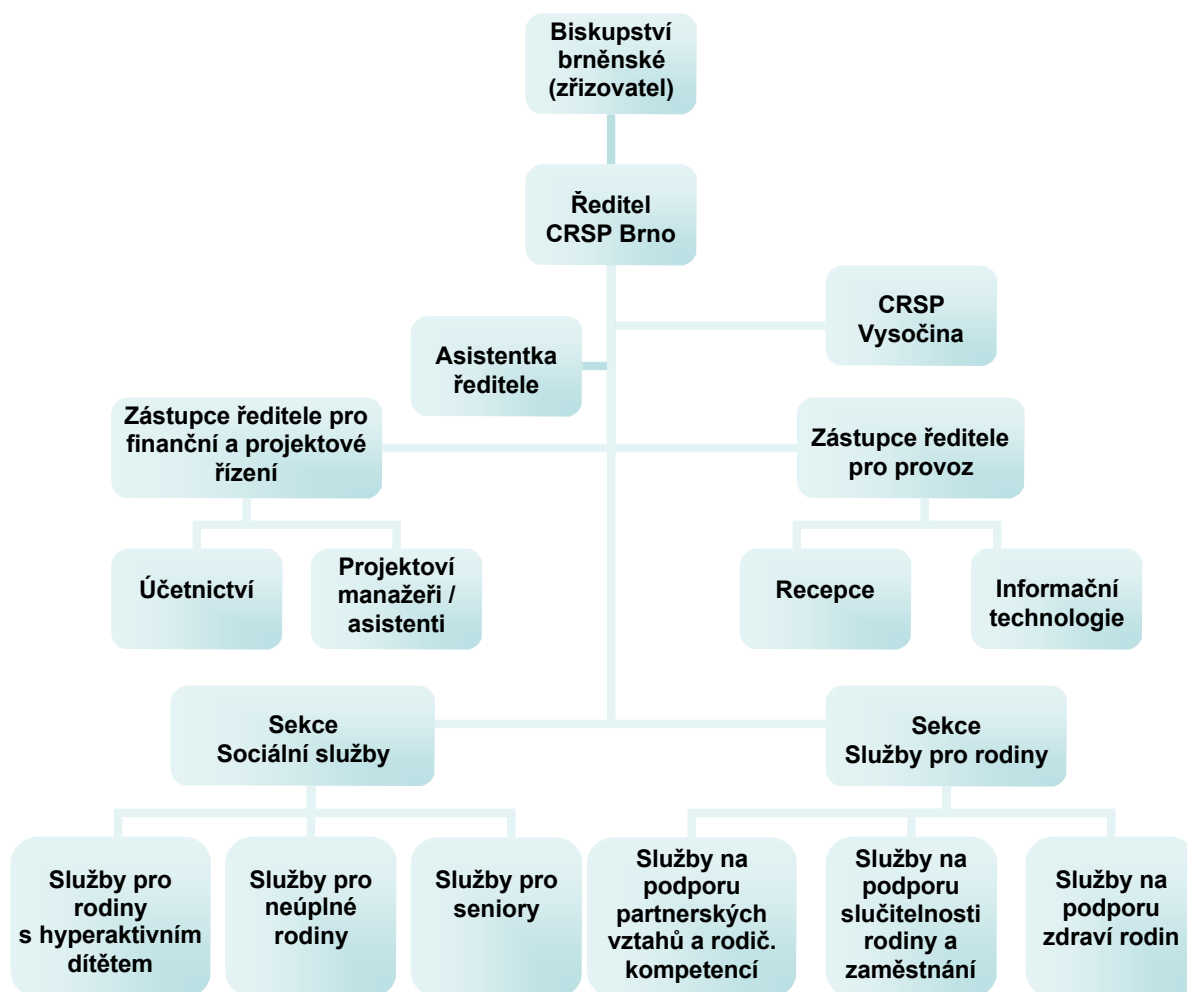 Biskupství
brněnské
(zřizovatel)
Ředitel
CRSP Brno
CRSP
Vysočina
Asistentka
ředitele
Zástupce ředitele pro
finanční a projektové
řízení
Zástupce ředitele
pro provoz
Účetnictví
Projektoví
manažeři /
asistenti
Recepce
Informační
technologie
Sekce
Sociální služby
Sekce
Služby pro rodiny
Služby pro
rodiny
s hyperaktivním
dítětem
Služby pro
neúplné
rodiny
Služby pro
seniory
Služby na
podporu
partnerských
vztahů a rodič.
kompetencí
Služby na
podporu
slučitelnosti
rodiny a
zaměstnání
Služby na
podporu
zdraví rodin